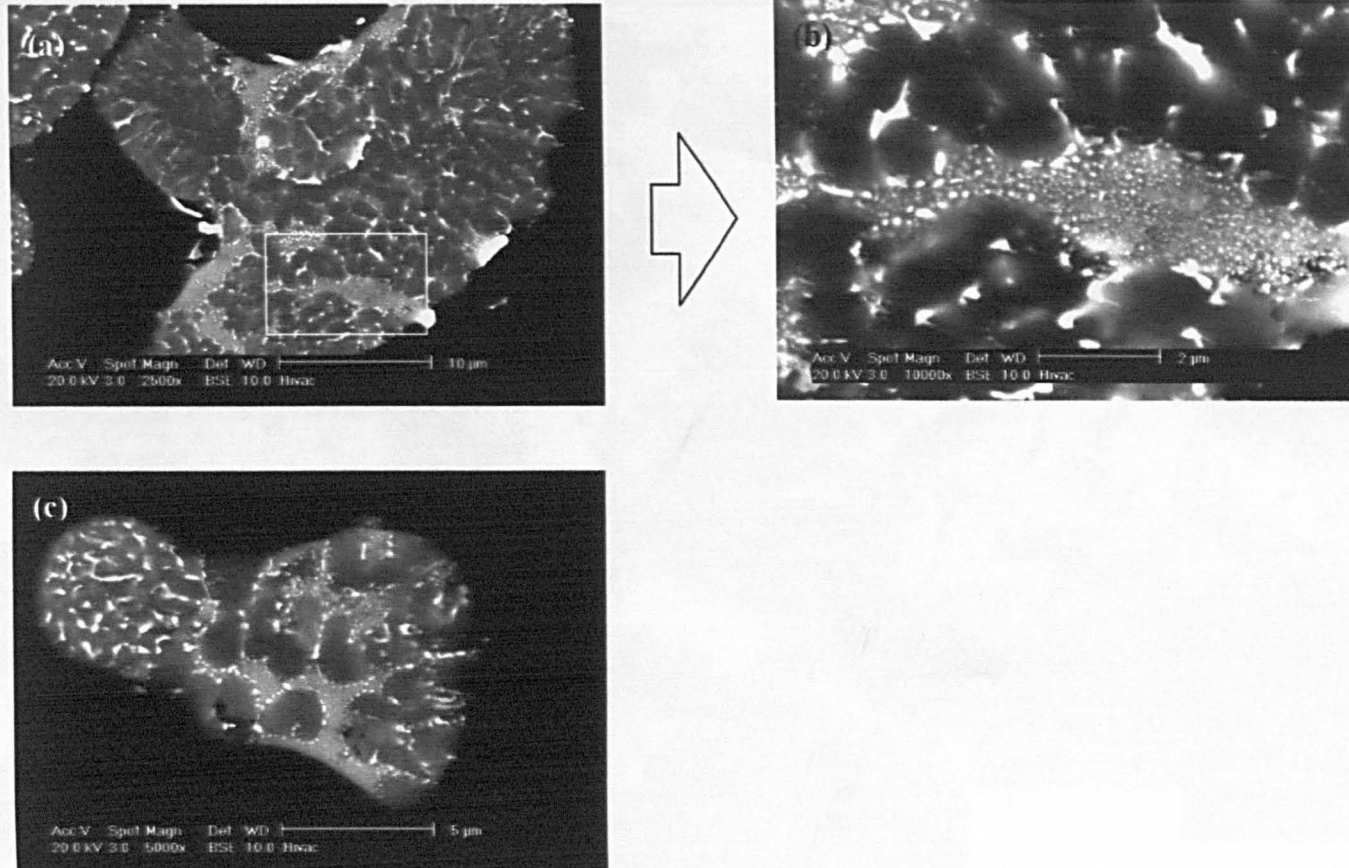 (a)
Acc.V Spot Magn Det WD 10 µm
20.0 kV 3.0 2500x BSE 10.0 Hivac
(b)
Acc.V Spot Magn Det WD 2 µm
20.0 kV 3.0 10000x BSE 10.0 Hivac
(c)
Acc.V Spot Magn Det WD 5 µm
20.0 kV 3.0 5000x BSE 10.0 Hivac